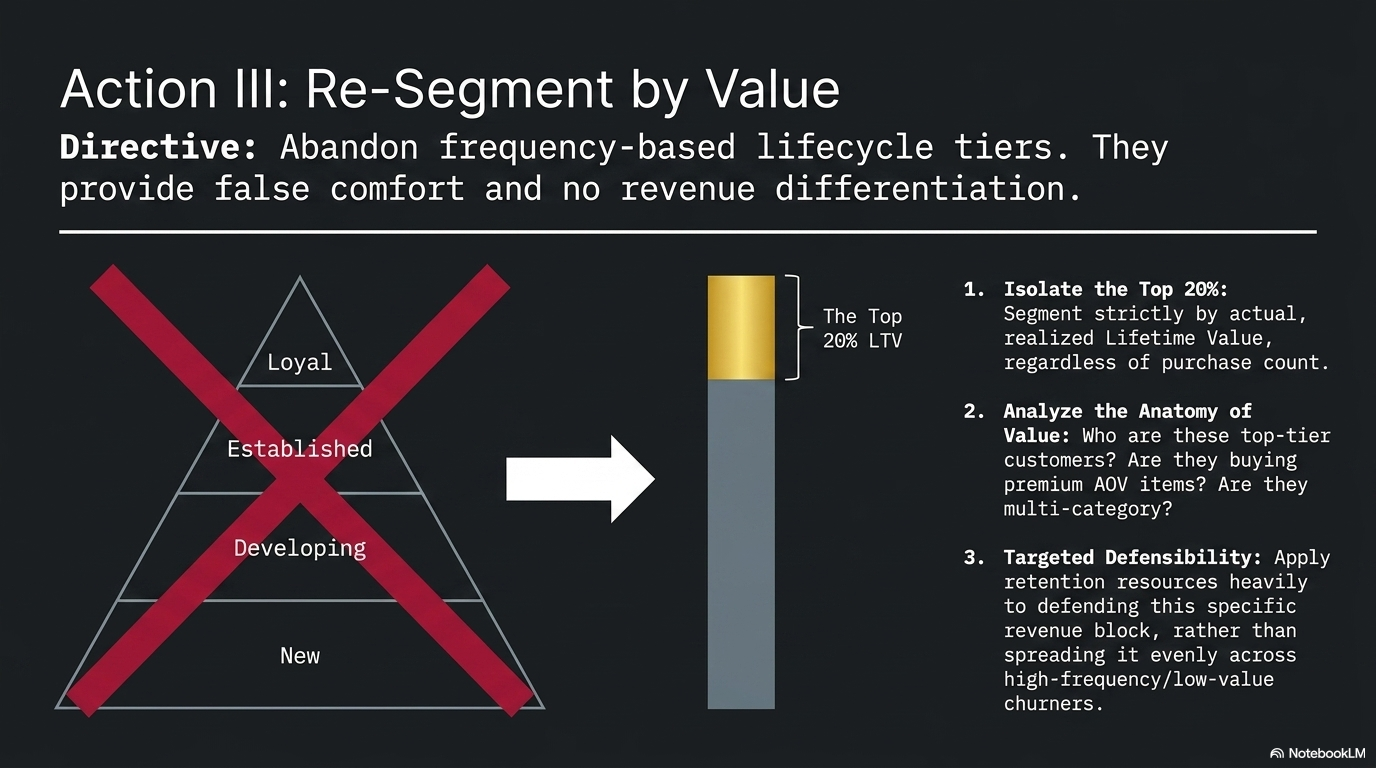 Action III: Re-Segment by Value
Directive: Abandon frequency-based lifecycle tiers. They
provide false comfort and no revenue differentiation.
Loyal
Established
Developing
New
The Top
20% LTV
1. Isolate the Top 20%:
Segment strictly by actual,
realized Lifetime Value,
regardless of purchase count.
2. Analyze the Anatomy of
Value: Who are these top-tier
customers? Are they buying
premium AOV items? Are they
multi-category?
3. Targeted Defensibility: Apply
retention resources heavily
to defending this specific
revenue block, rather than
spreading it evenly across
high-frequency/low-value
churners.
NotebookLM